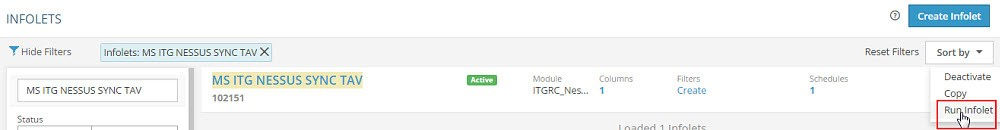 INFOLETS
? Create Infolet
Hide Filters Infolets: MS ITG NESSUS SYNC TAV X Reset Filters Sort by
MS ITG NESSUS SYNC TAV
Status
MS ITG NESSUS SYNC TAV Active
102151
Module
ITGRC_Nes...
Columns
1
Filters
Create
Schedules
1
Deactivate
Copy
Run Infolet
Loaded 1 Infolets